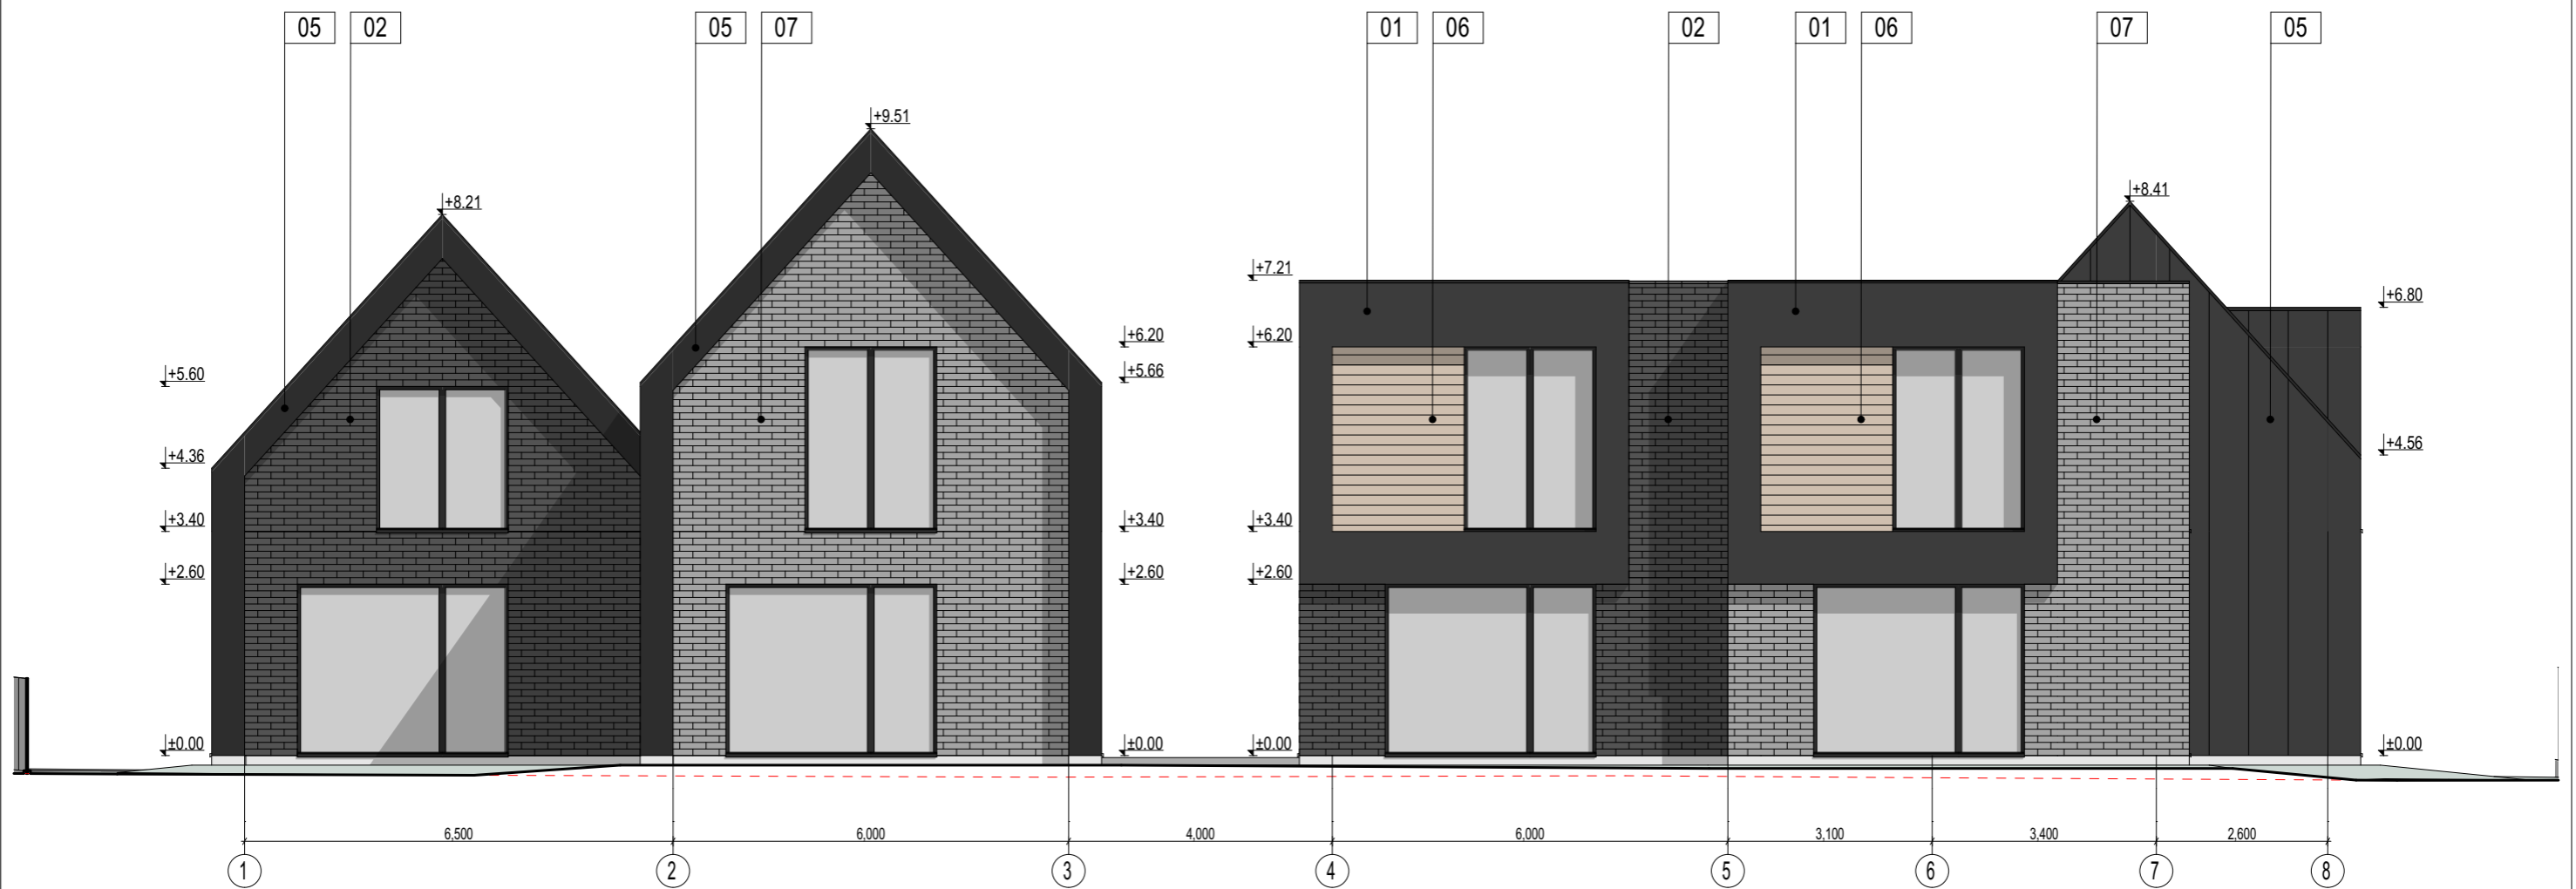 05 02 05 07 01 06 02 01 06 07 05
+9.51
+8.41
+8.21
+7.21
+6.80
+6.20 +6.20
+5.60 +5.66
+4.36 +4.56
+3.40 +3.40 +3.40
+2.60 +2.60 +2.60
±0.00 ±0.00 ±0.00 ±0.00
6,500 6,000 4,000 6,000 3,100 3,400 2,600
1 2 3 4 5 6 7 8